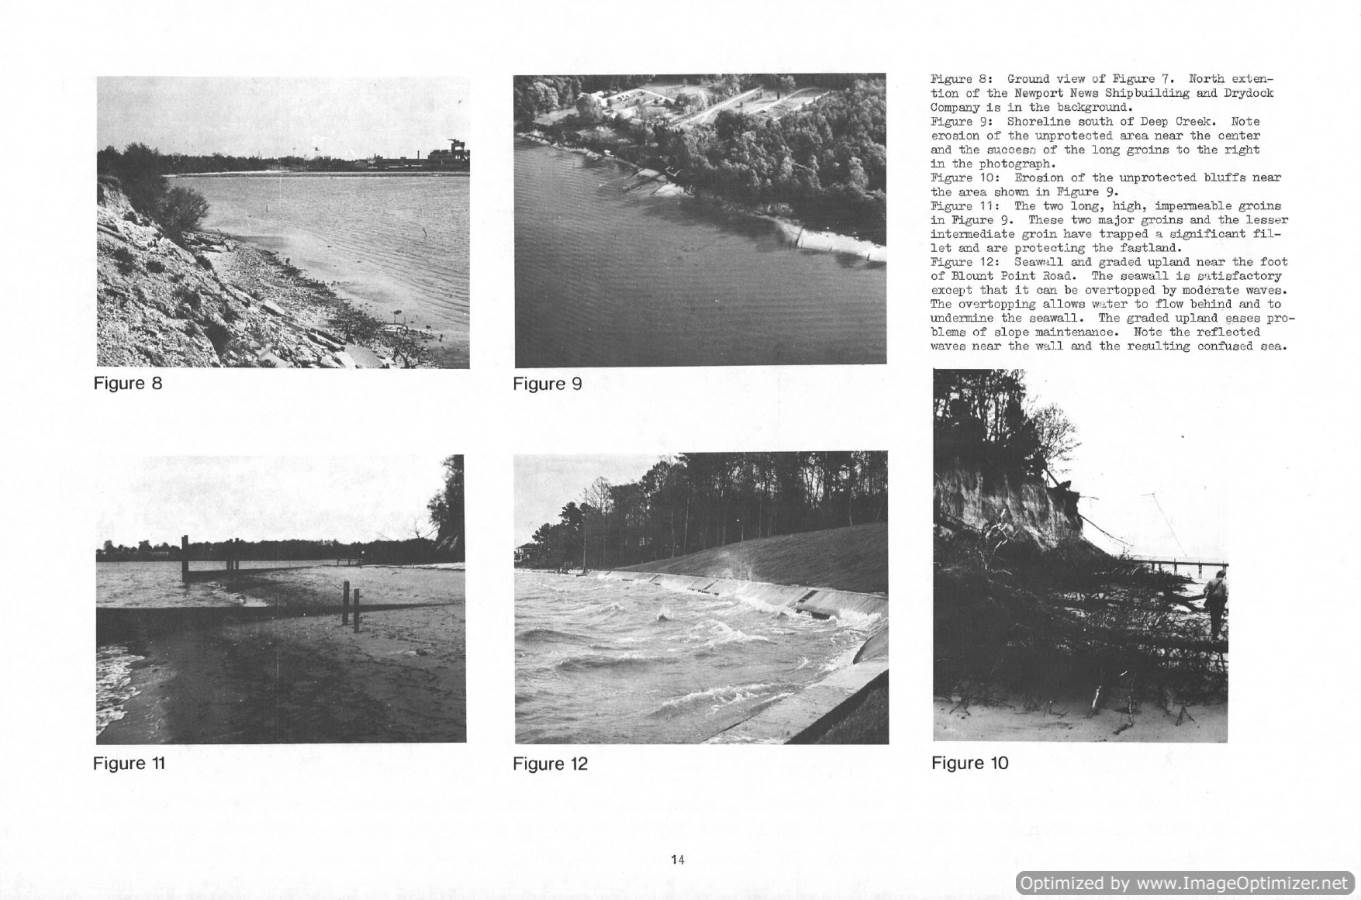 Figure 8:  Ground view of Figure 7.  North exten-
tion of the Newport News Shipbuilding and Drydock
Company is in the background.
Figure 9:  Shoreline south of Deep Creek.  Note
erosion of the unprotected area near the center
and the success of the long groins to the right
in the photograph.
Figure 10:  Erosion of the unprotected bluffs near
the area shown in Figure 9.
Figure 11:  The two long, high, impermeable groins
in Figure 9.  These two major groins and the lesser
intermediate groin have trapped a significant fil-
let and are protecting the fastland.
Figure 12:  Seawall and graded upland near the foot
of Blount Point Road.  The seawall is satisfactory
except that it can be overtopped by moderate waves.
The overtopping allows water to flow behind and to
undermine the seawall.  The graded upland eases pro-
blems of slope maintenance.  Note the reflected
waves near the wall and the resulting confused sea.
Figure 8
Figure 9
Figure 11
Figure 12
Figure 10
14
Optimized by www.ImageOptimizer.net